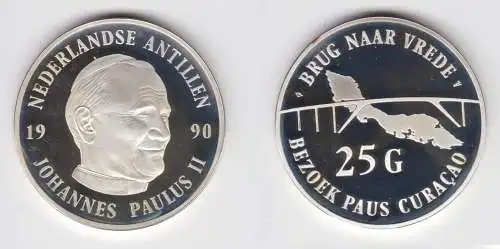 NEDERLANDSE ANTILLEN
19 90
JOHANNES PAULUS II
BRUG NAAR VREDE
25 G
BEZOEK PAUS CURAÇAO